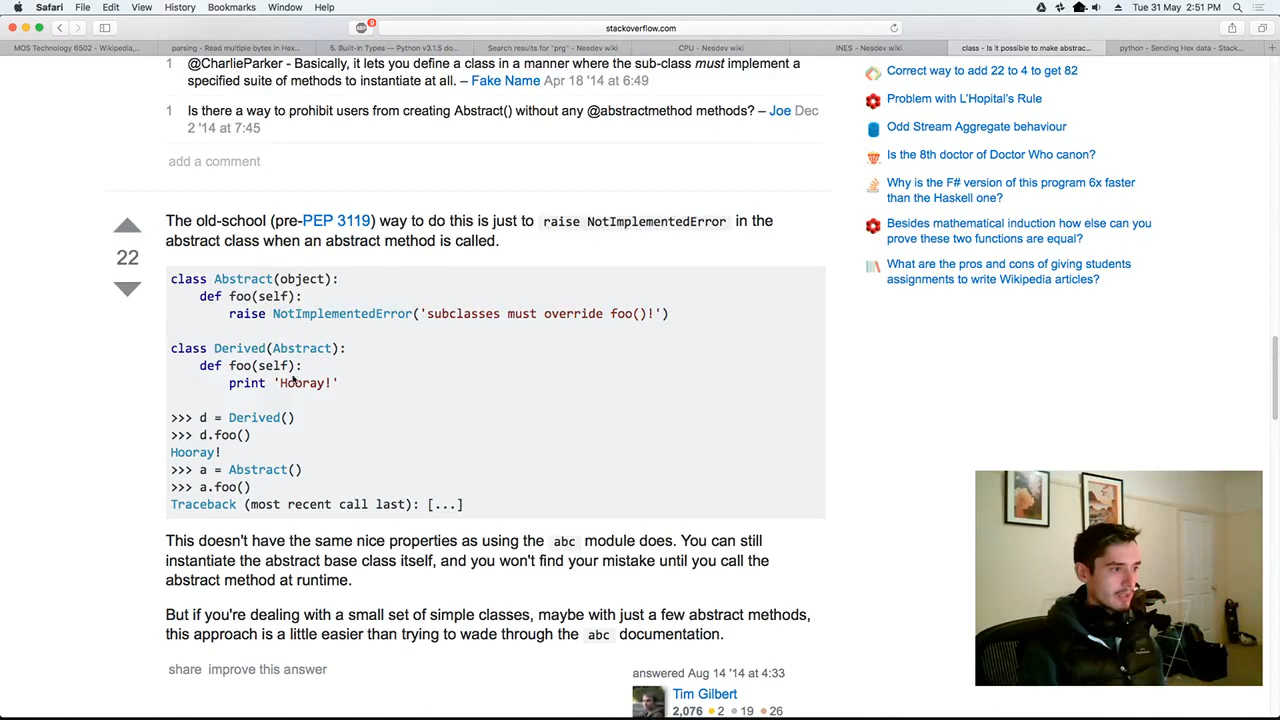 Safari File Edit View History Bookmarks Window Help
Tue 31 May 2:51 PM
9
stackoverflow.com
MOS Technology 6502 - Wikipedia,... parsing - Read multiple bytes in Hex... 5. Built-in Types — Python v3.1.5 do... Search results for "prg" - Nesdev wiki CPU - Nesdev wiki INES - Nesdev wiki class - Is it possible to make abstrac... python - Sending Hex data - Stack...
1 @CharlieParker - Basically, it lets you define a class in a manner where the sub-class must implement a
specified suite of methods to instantiate at all. – Fake Name Apr 18 '14 at 6:49
1 Is there a way to prohibit users from creating Abstract() without any @abstractmethod methods? – Joe Dec
2 '14 at 7:45
add a comment
22
The old-school (pre-PEP 3119) way to do this is just to raise NotImplementedError in the
abstract class when an abstract method is called.
class Abstract(object):
def foo(self):
raise NotImplementedError('subclasses must override foo()!')
class Derived(Abstract):
def foo(self):
print 'Hooray!'
>>> d = Derived()
>>> d.foo()
Hooray!
>>> a = Abstract()
>>> a.foo()
Traceback (most recent call last): [...]
This doesn't have the same nice properties as using the abc module does. You can still
instantiate the abstract base class itself, and you won't find your mistake until you call the
abstract method at runtime.
But if you're dealing with a small set of simple classes, maybe with just a few abstract methods,
this approach is a little easier than trying to wade through the abc documentation.
share improve this answer
answered Aug 14 '14 at 4:33
Tim Gilbert
2,076 2 19 26
Correct way to add 22 to 4 to get 82
Problem with L'Hopital's Rule
Odd Stream Aggregate behaviour
Is the 8th doctor of Doctor Who canon?
Why is the F# version of this program 6x faster
than the Haskell one?
Besides mathematical induction how else can you
prove these two functions are equal?
What are the pros and cons of giving students
assignments to write Wikipedia articles?